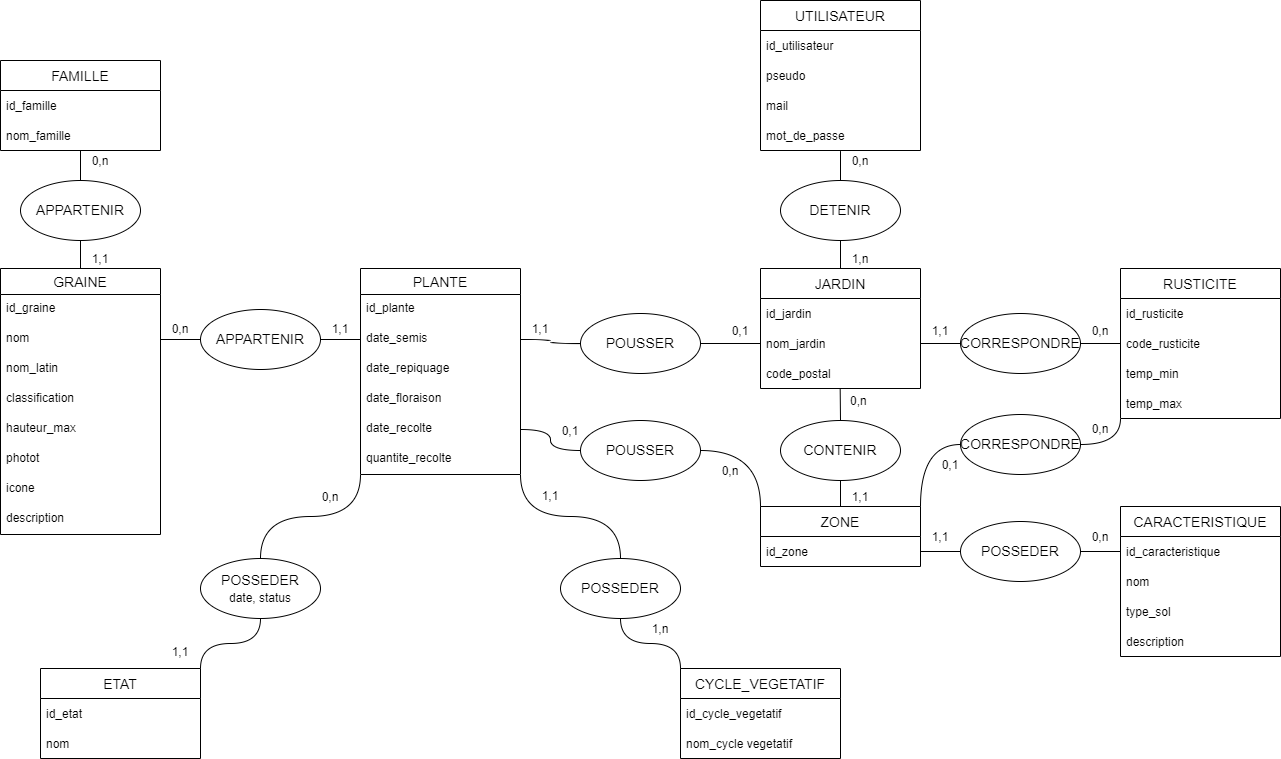 UTILISATEUR
id_utilisateur
pseudo
mail
mot_de_passe
FAMILLE
id_famille
nom_famille
0,n
APPARTENIR
1,1
0,n
DETENIR
1,n
GRAINE
id_graine
nom
nom_latin
classification
hauteur_max
photot
icone
description
0,n
APPARTENIR
1,1
PLANTE
id_plante
date_semis
date_repiquage
date_floraison
date_recolte
quantite_recolte
1,1
POUSSER
0,1
JARDIN
id_jardin
nom_jardin
code_postal
1,1
CORRESPONDRE
0,n
RUSTICITE
id_rusticite
code_rusticite
temp_min
temp_max
0,1
POUSSER
0,n
0,n
CONTENIR
1,1
0,1
CORRESPONDRE
0,n
ZONE
id_zone
1,1
POSSEDER
0,n
CARACTERISTIQUE
id_caracteristique
nom
type_sol
description
0,n
POSSEDER
date, status
1,1
1,1
POSSEDER
1,n
ETAT
id_etat
nom
CYCLE_VEGETATIF
id_cycle_vegetatif
nom_cycle vegetatif